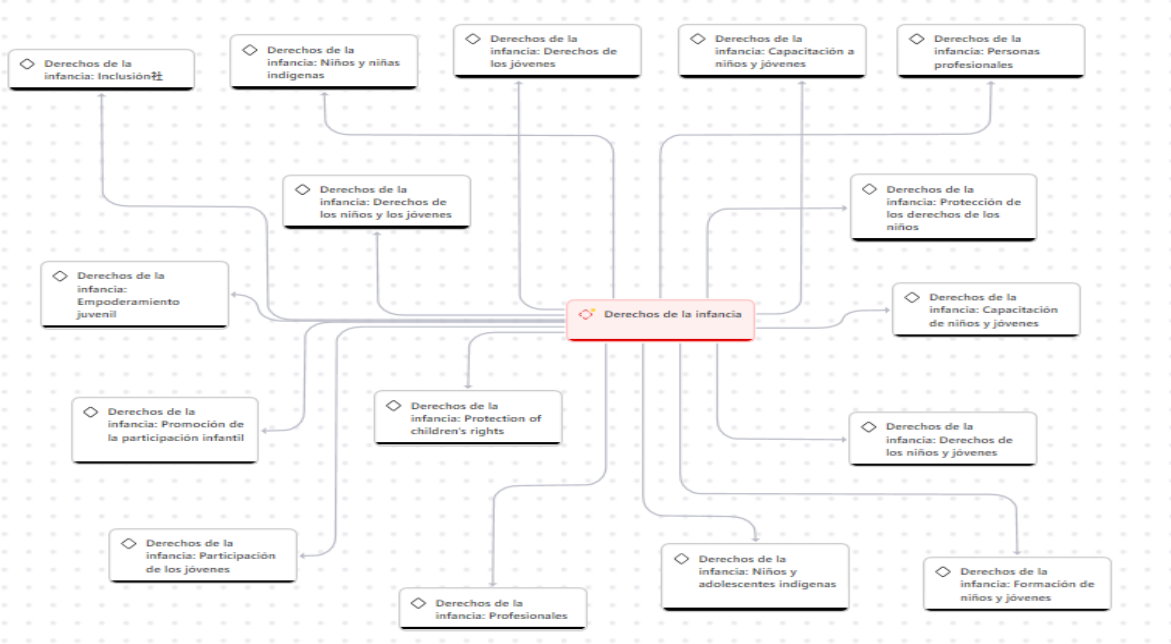 Derechos de la
infancia: Inclusión社
Derechos de la
infancia: Niños y niñas
indígenas
Derechos de la
infancia: Derechos de
los jóvenes
Derechos de la
infancia: Capacitación a
niños y jóvenes
Derechos de la
infancia: Personas
profesionales
Derechos de la
infancia: Derechos de
los niños y los jóvenes
Derechos de la
infancia: Protección de
los derechos de los
niños
Derechos de la
infancia:
Empoderamiento
juvenil
Derechos de la infancia
Derechos de la
infancia: Capacitación
de niños y jóvenes
Derechos de la
infancia: Promoción de
la participación infantil
Derechos de la
infancia: Protection of
children's rights
Derechos de la
infancia: Derechos de
los niños y jóvenes
Derechos de la
infancia: Participación
de los jóvenes
Derechos de la
infancia: Profesionales
Derechos de la
infancia: Niños y
adolescentes indígenas
Derechos de la
infancia: Formación de
niños y jóvenes